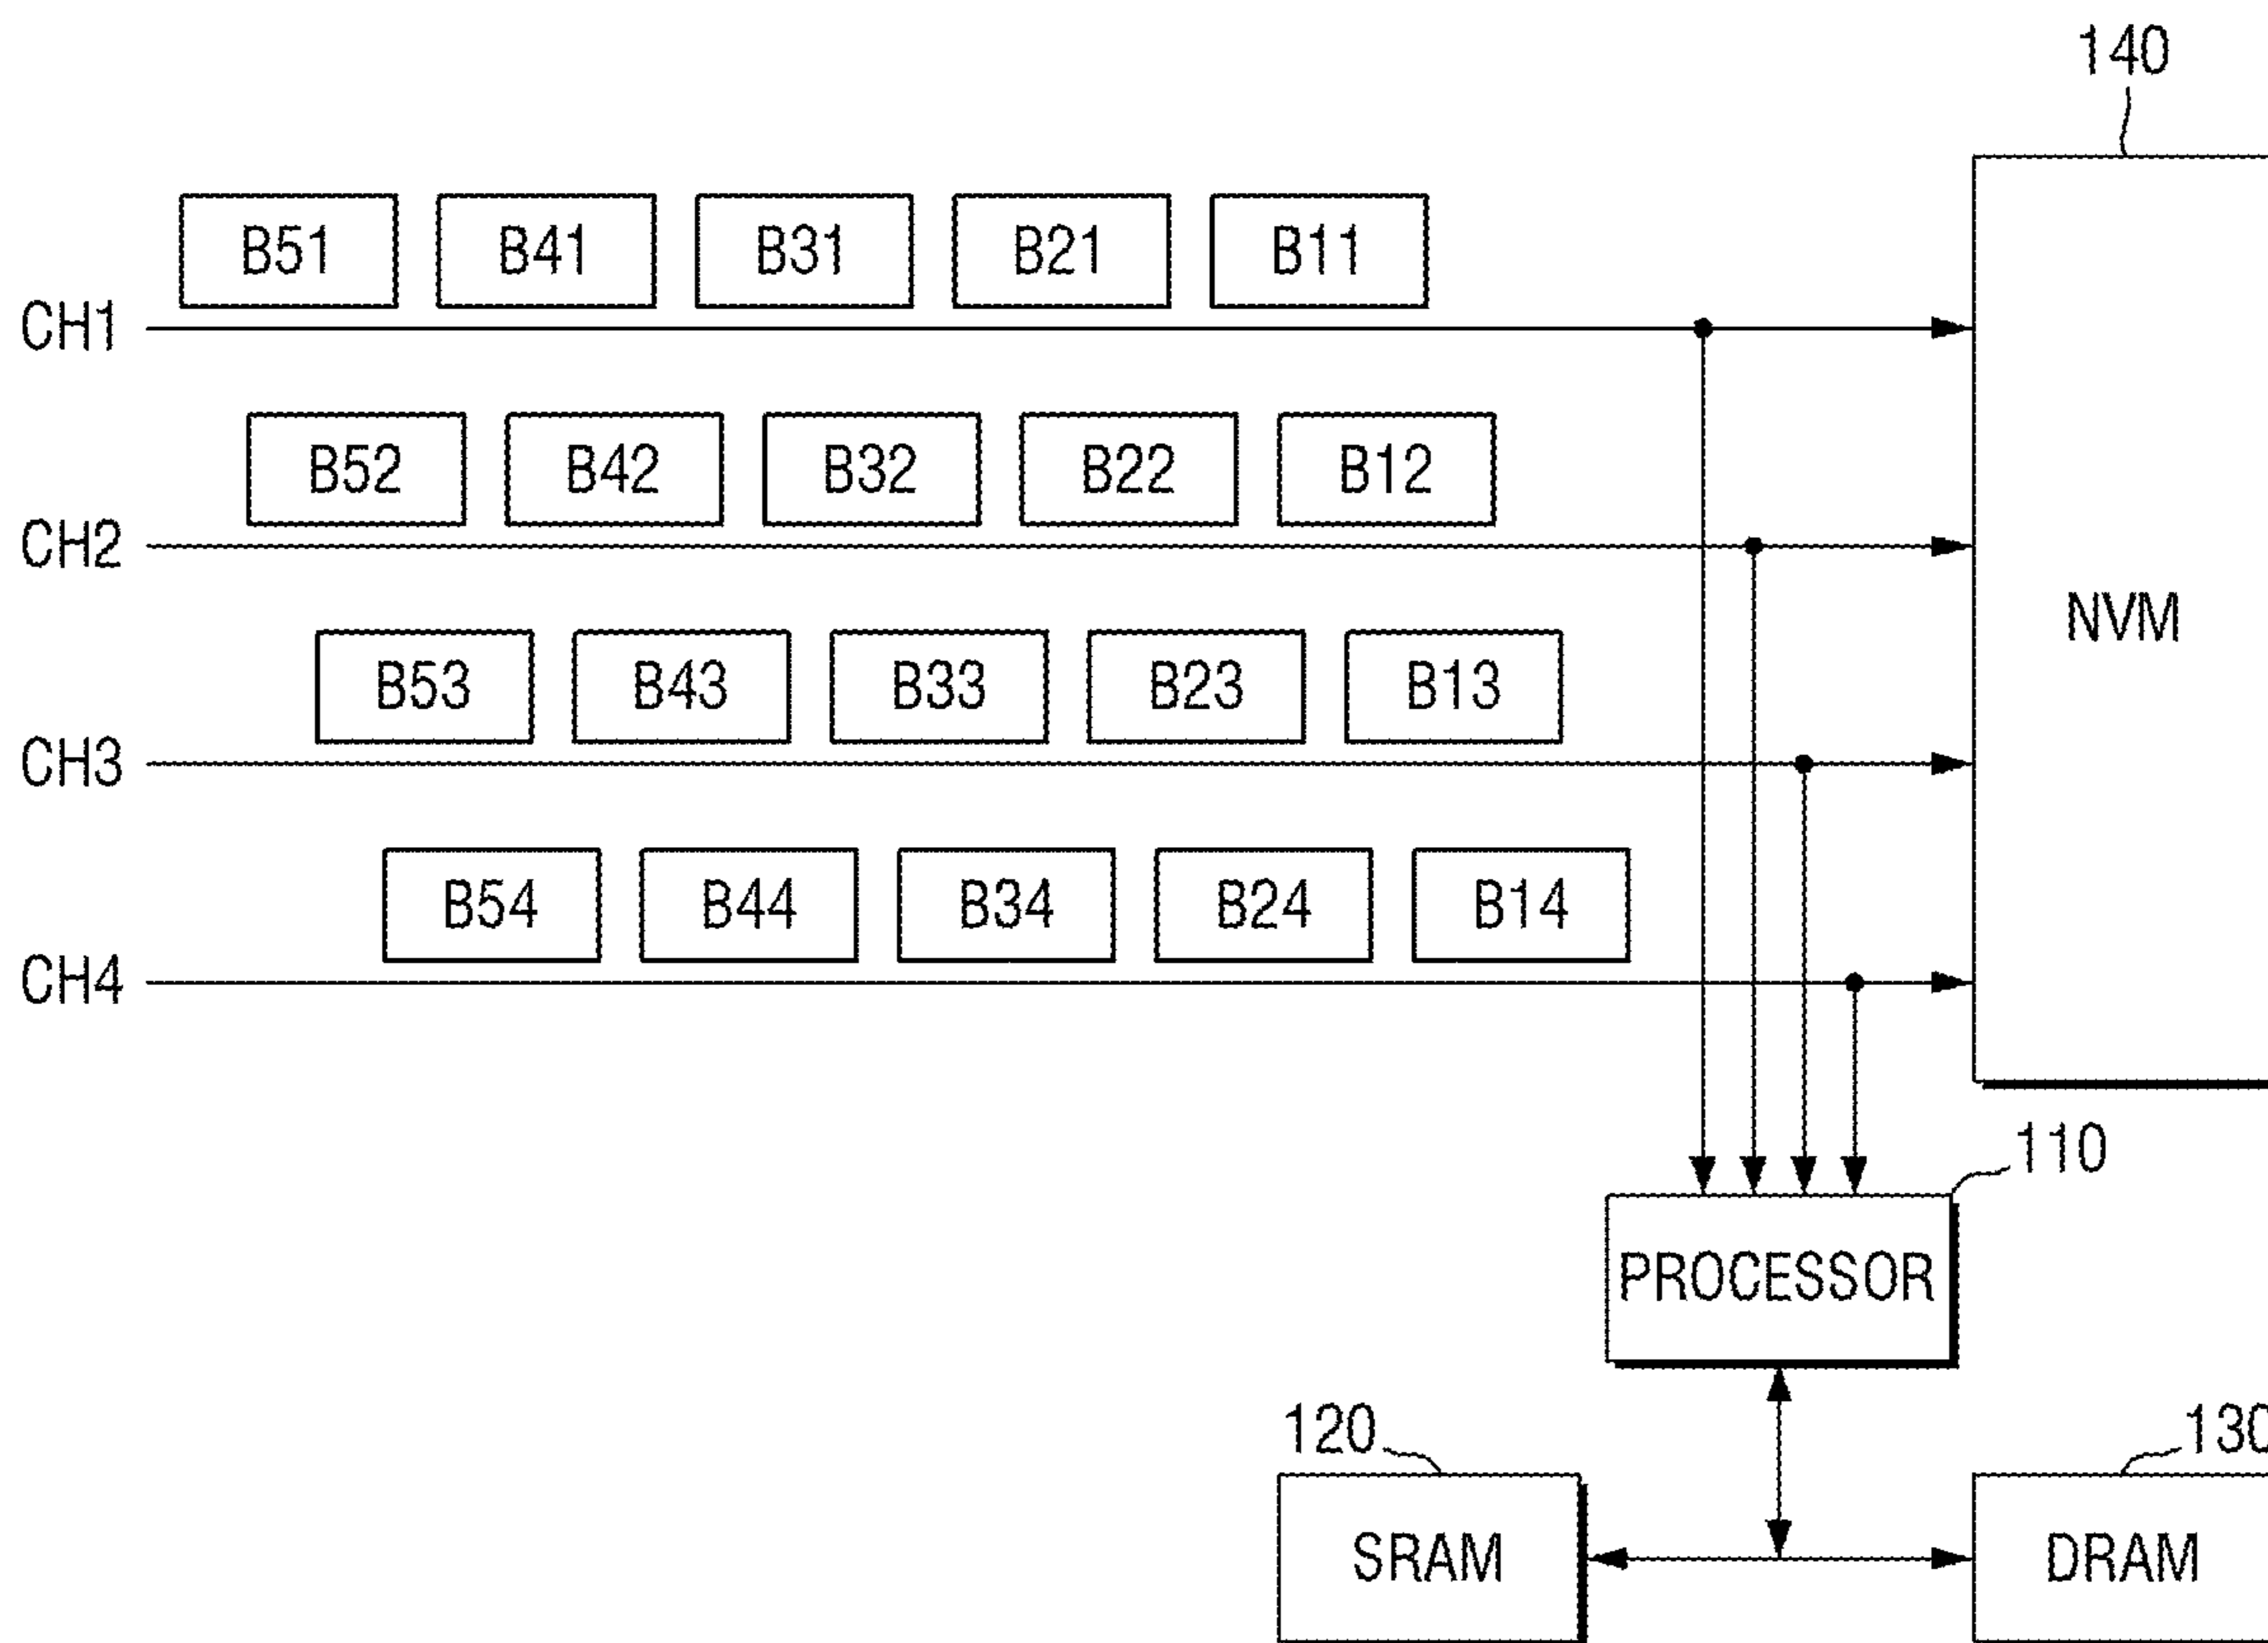 140
B51 B41 B31 B21 B11
CH1
B52 B42 B32 B22 B12
CH2
NVM
B53 B43 B33 B23 B13
CH3
B54 B44 B34 B24 B14
CH4
110
PROCESSOR
120
130
SRAM
DRAM